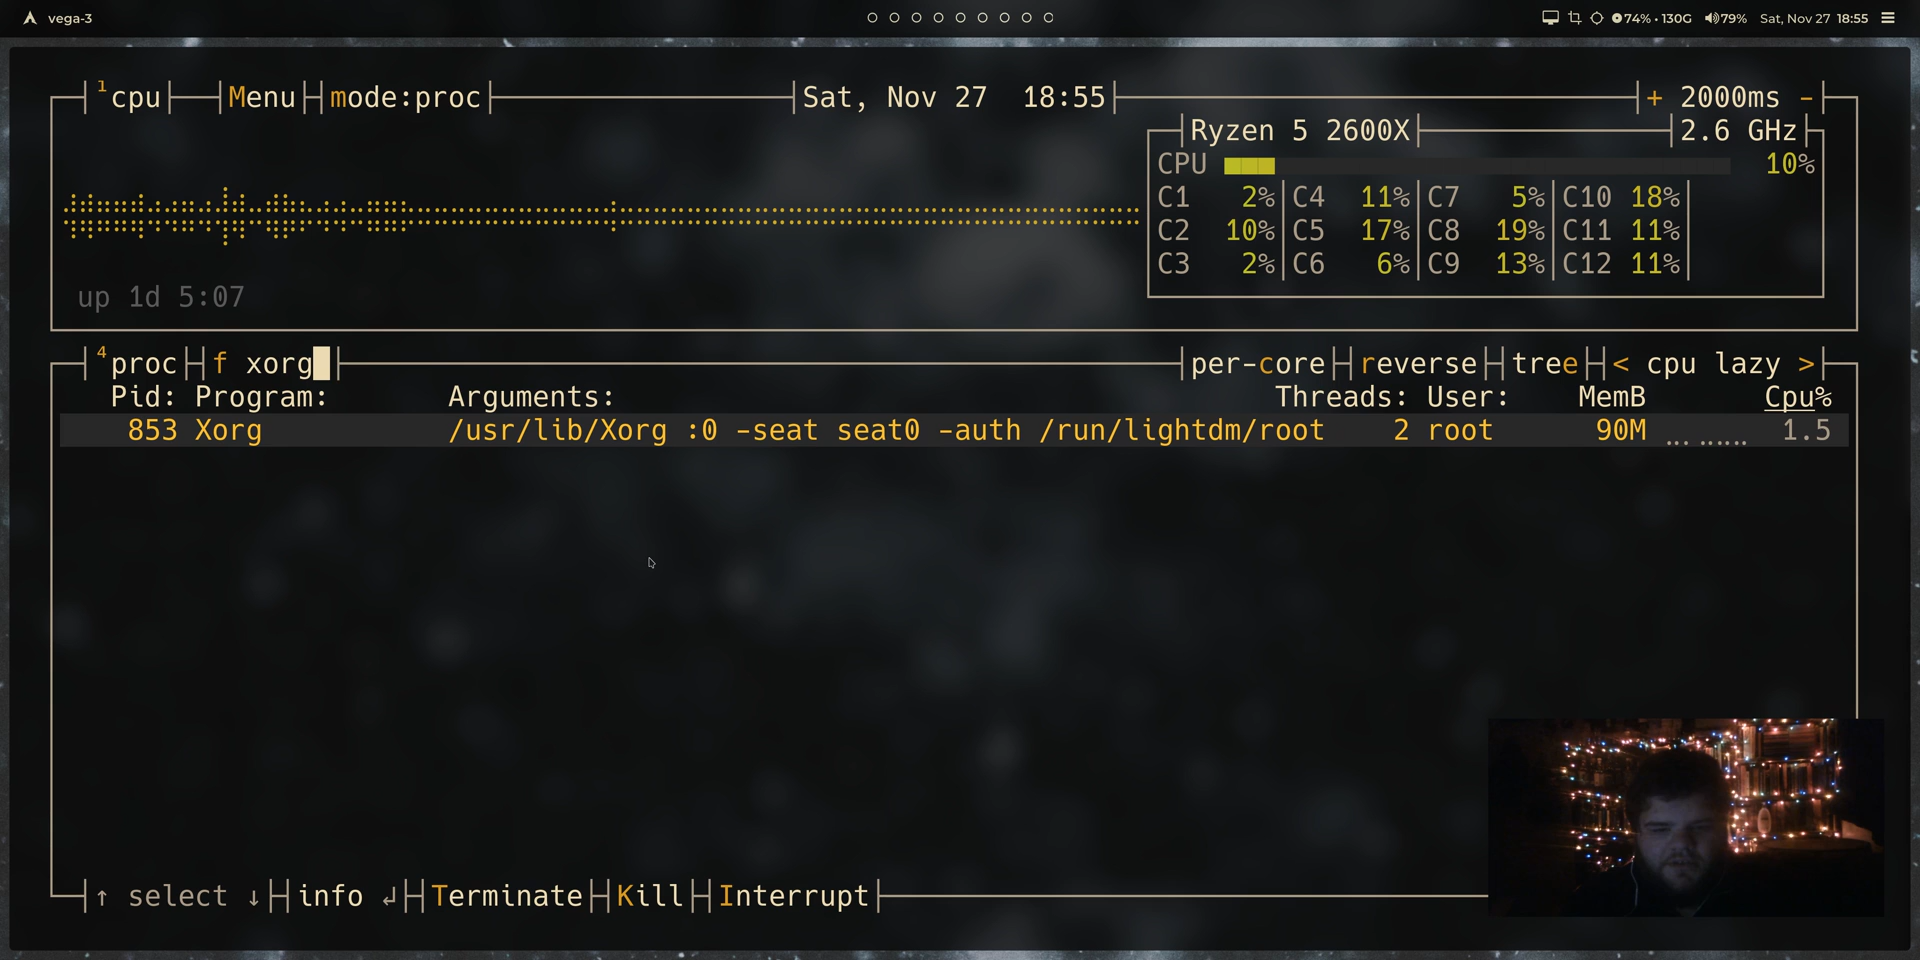 vega-3
74% • 130G 79% Sat, Nov 27 18:55
1cpu Menu mode:proc Sat, Nov 27 18:55 + 2000ms -
Ryzen 5 2600X 2.6 GHz
CPU 10%
C1 2% C4 11% C7 5% C10 18%
C2 10% C5 17% C8 19% C11 11%
C3 2% C6 6% C9 13% C12 11%
up 1d 5:07
4proc f xorg per-core reverse tree < cpu lazy >
Pid: Program: Arguments: Threads: User: MemB Cpu%
853 Xorg /usr/lib/Xorg :0 -seat seat0 -auth /run/lightdm/root 2 root 90M 1.5
↑ select ↓ info ↲ Terminate Kill Interrupt